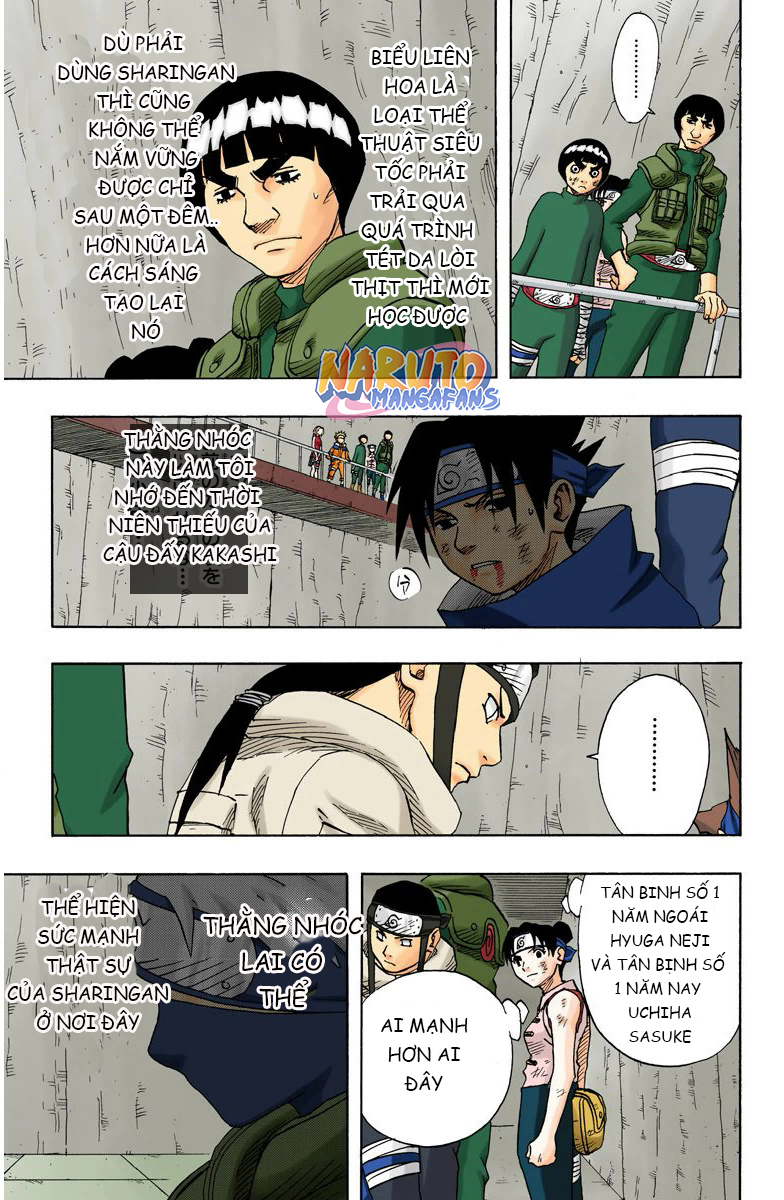 ............
BIỂU LIÊN
HOA LÀ
LOẠI THỂ
THUẬT SIÊU
TỐC PHẢI
TRẢI QUA
QUÁ TRÌNH
TÉT DA LÒI
THỊT THÌ MỚI
HỌC ĐƯỢC
DÙ PHẢI
DÙNG SHARINGAN
THÌ CŨNG
KHÔNG THỂ
NẮM VỮNG
ĐƯỢC CHỈ
SAU MỘT ĐÊM..
HƠN NỮA LÀ
CÁCH SÁNG
TẠO LẠI
NÓ
NARUTO
MANGAFANS
THẰNG NHÓC
NÀY LÀM TÔI
NHỚ ĐẾN THỜI
NIÊN THIẾU CỦA
CẬU ĐẤY KAKASHI
............
TÂN BINH SỐ 1
NĂM NGOÁI
HYUGA NEJI
VÀ TÂN BINH SỐ
1 NĂM NAY
UCHIHA
SASUKE
AI MẠNH
HƠN AI
ĐÂY
THẰNG NHÓC
LẠI CÓ
THỂ
THỂ HIỆN
SỨC MẠNH
THẬT SỰ
CỦA SHARINGAN
Ở NƠI ĐÂY